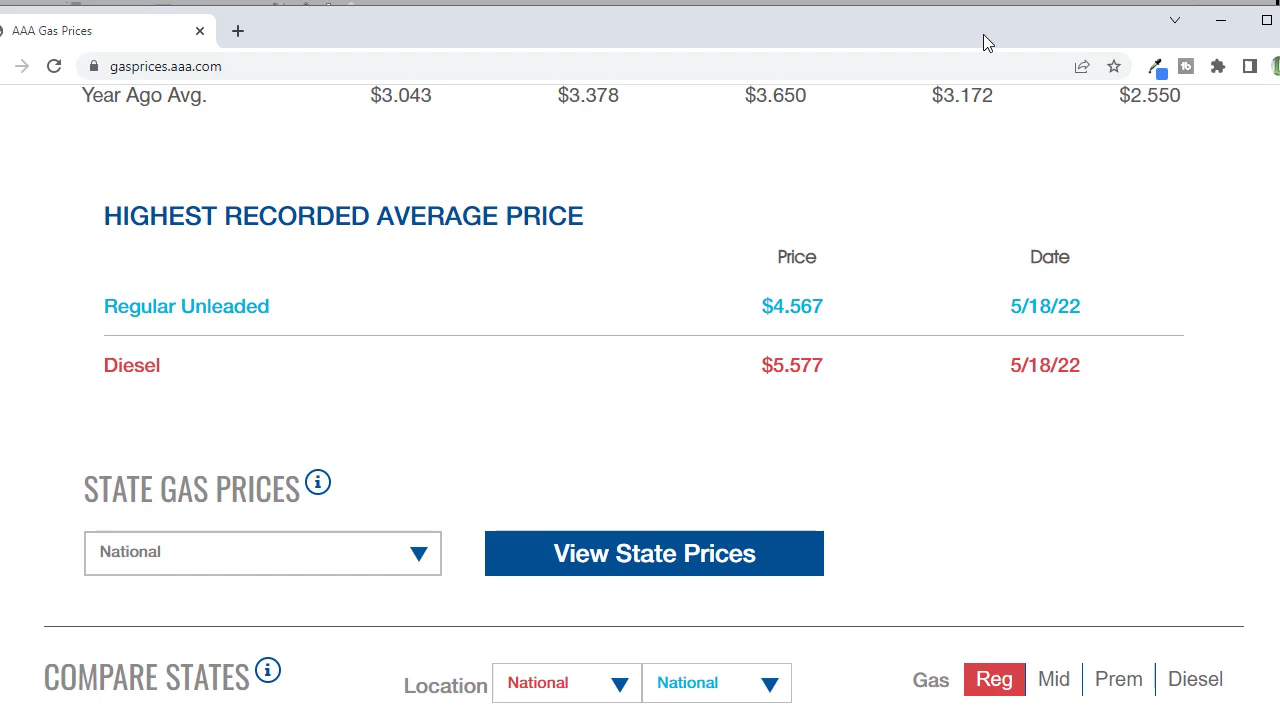 AAA Gas Prices
gasprices.aaa.com
Year Ago Avg. $3.043 $3.378 $3.650 $3.172 $2.550
HIGHEST RECORDED AVERAGE PRICE
Price Date
Regular Unleaded $4.567 5/18/22
Diesel $5.577 5/18/22
STATE GAS PRICES
National View State Prices
COMPARE STATES Location National National Gas Reg Mid Prem Diesel